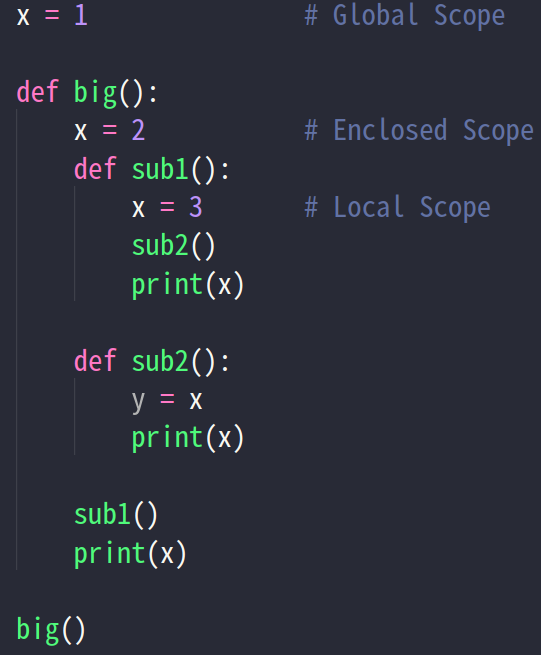 x = 1               # Global Scope

def big():
    x = 2           # Enclosed Scope
    def sub1():
        x = 3       # Local Scope
        sub2()
        print(x)

    def sub2():
        y = x
        print(x)

    sub1()
    print(x)

big()